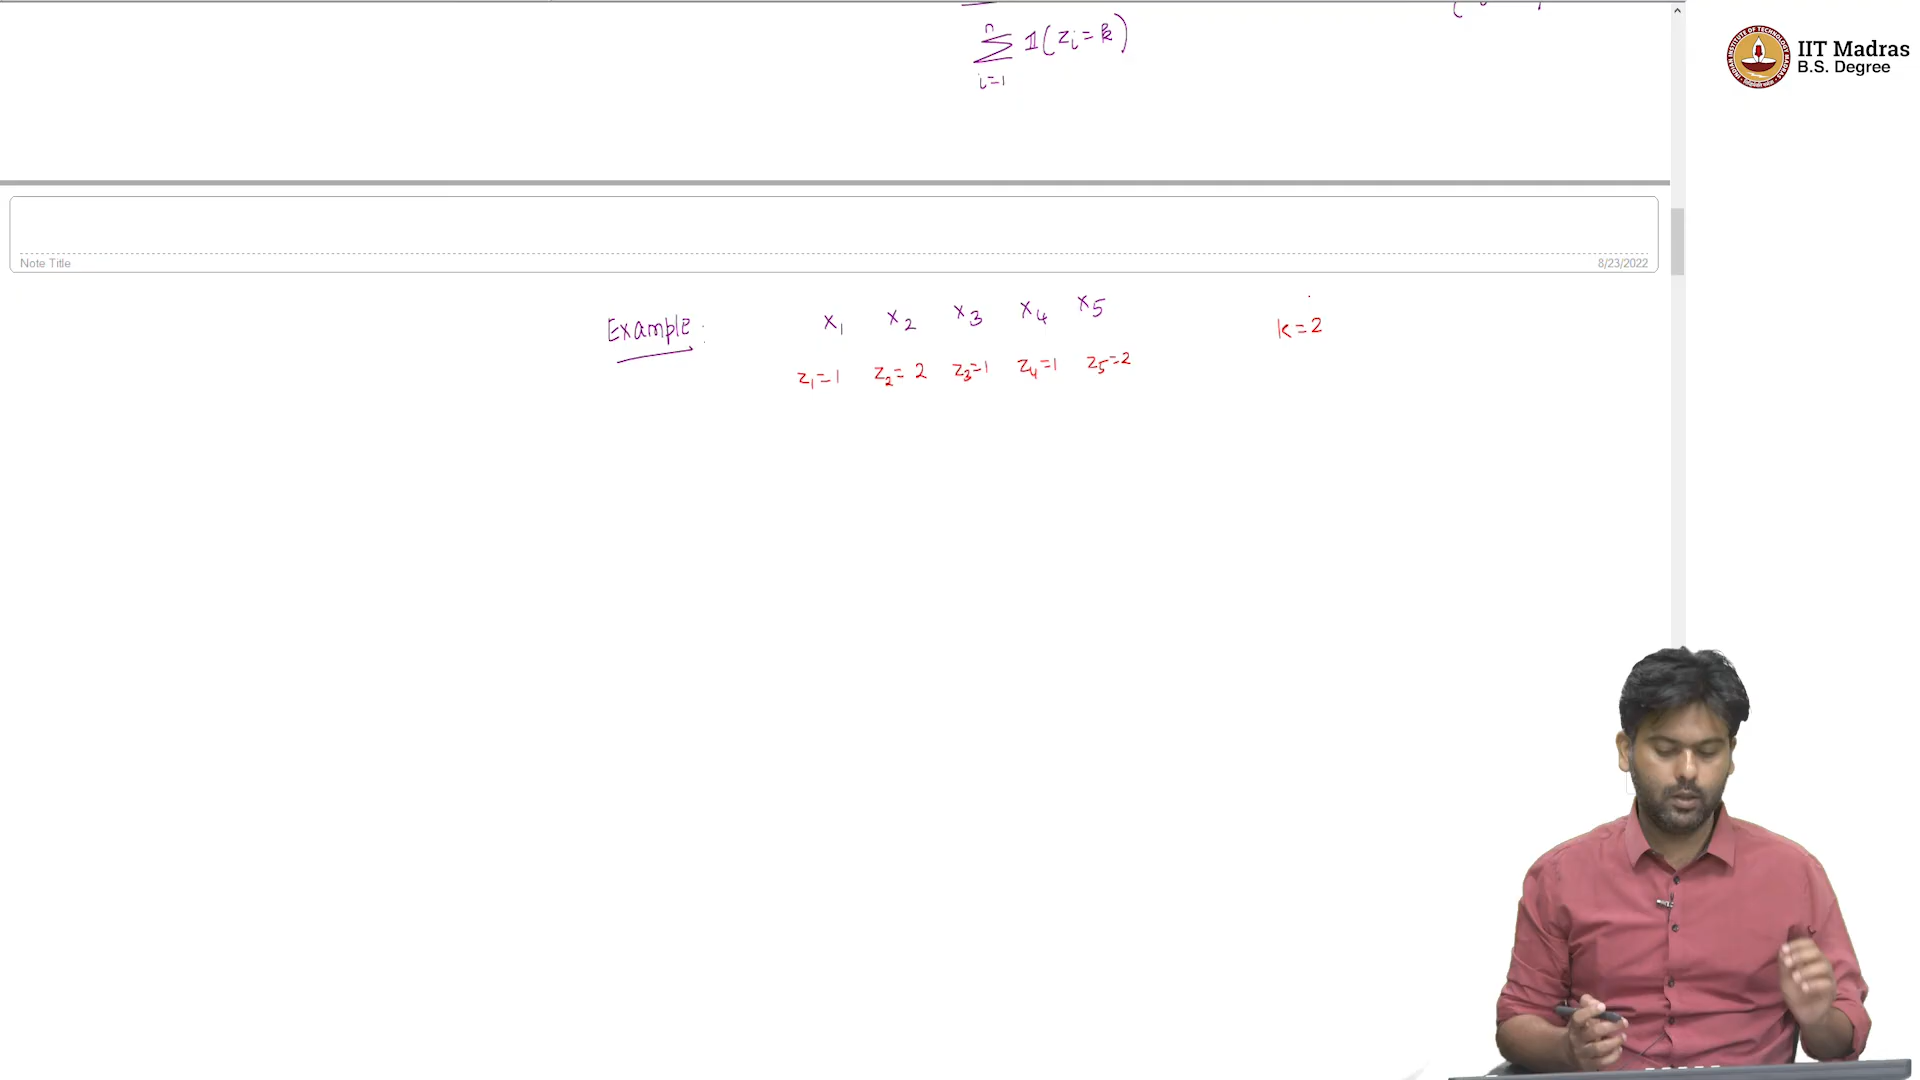 n
Σ 𝟙(zᵢ = k)
i=1
IIT Madras
B.S. Degree
Note Title
8/23/2022
Example:
x₁ x₂ x₃ x₄ x₅
k = 2
z₁=1 z₂= 2 z₃=1 z₄=1 z₅=2